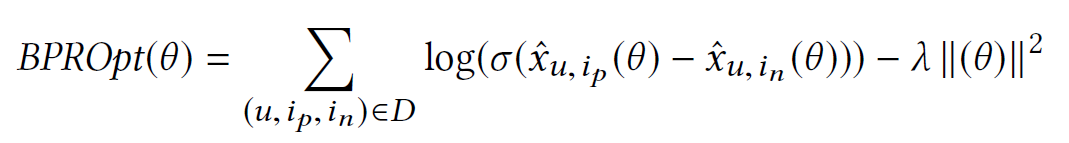 BPROpt(θ) = ∑_{(u, i_p, i_n)∈D} log(σ(x̂_{u, i_p}(θ) − x̂_{u, i_n}(θ))) − λ ‖(θ)‖²